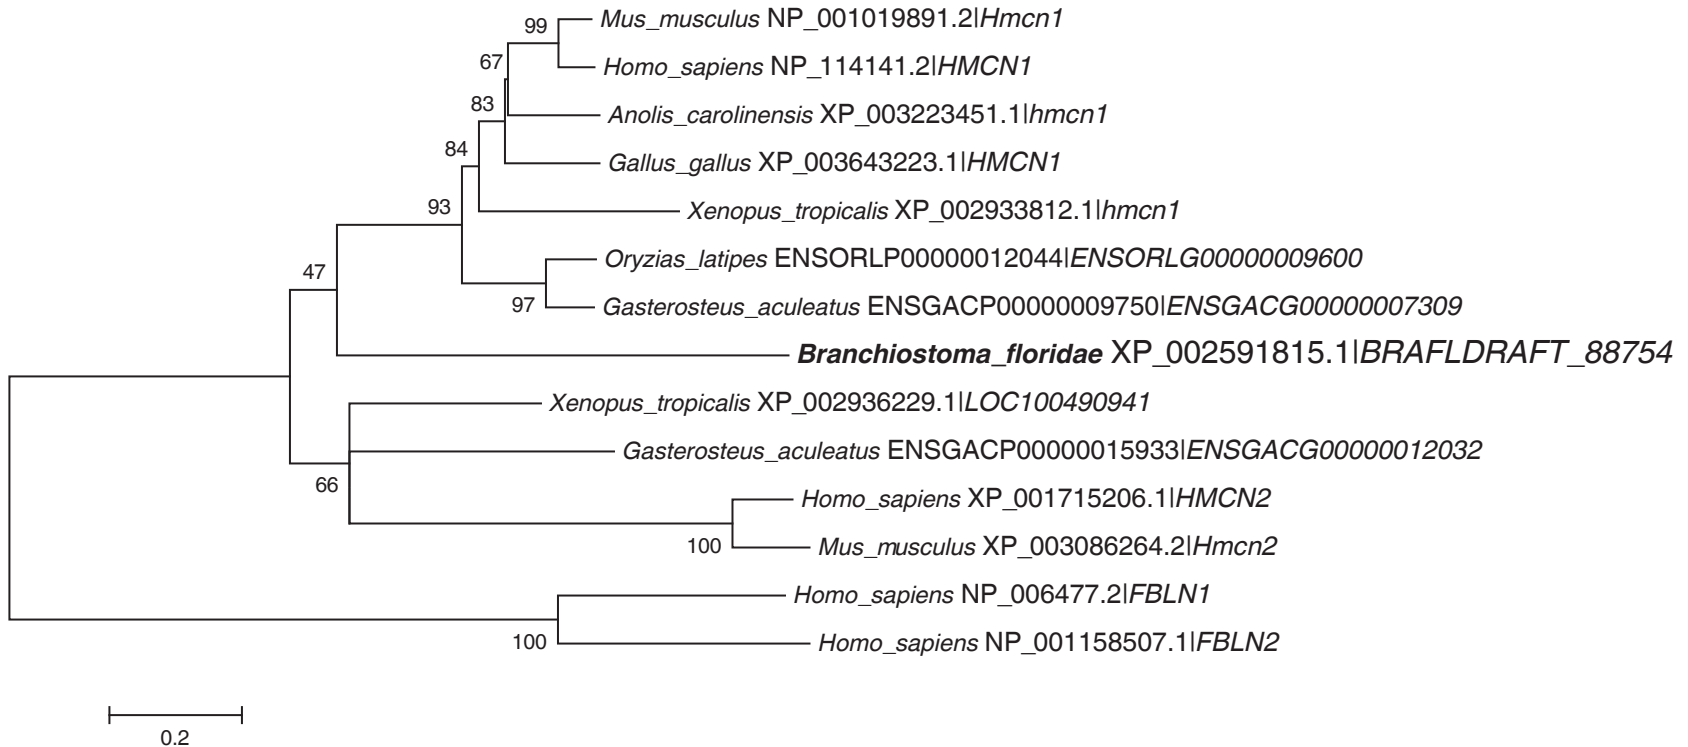 99
Mus_musculus NP_001019891.2|Hmcn1
67
Homo_sapiens NP_114141.2|HMCN1
83
Anolis_carolinensis XP_003223451.1|hmcn1
84
Gallus_gallus XP_003643223.1|HMCN1
93
Xenopus_tropicalis XP_002933812.1|hmcn1
47
Oryzias_latipes ENSORLP00000012044|ENSORLG00000009600
97
Gasterosteus_aculeatus ENSGACP00000009750|ENSGACG00000007309
Branchiostoma_floridae XP_002591815.1|BRAFLDRAFT_88754
Xenopus_tropicalis XP_002936229.1|LOC100490941
Gasterosteus_aculeatus ENSGACP00000015933|ENSGACG00000012032
66
Homo_sapiens XP_001715206.1|HMCN2
100
Mus_musculus XP_003086264.2|Hmcn2
Homo_sapiens NP_006477.2|FBLN1
100
Homo_sapiens NP_001158507.1|FBLN2
0.2